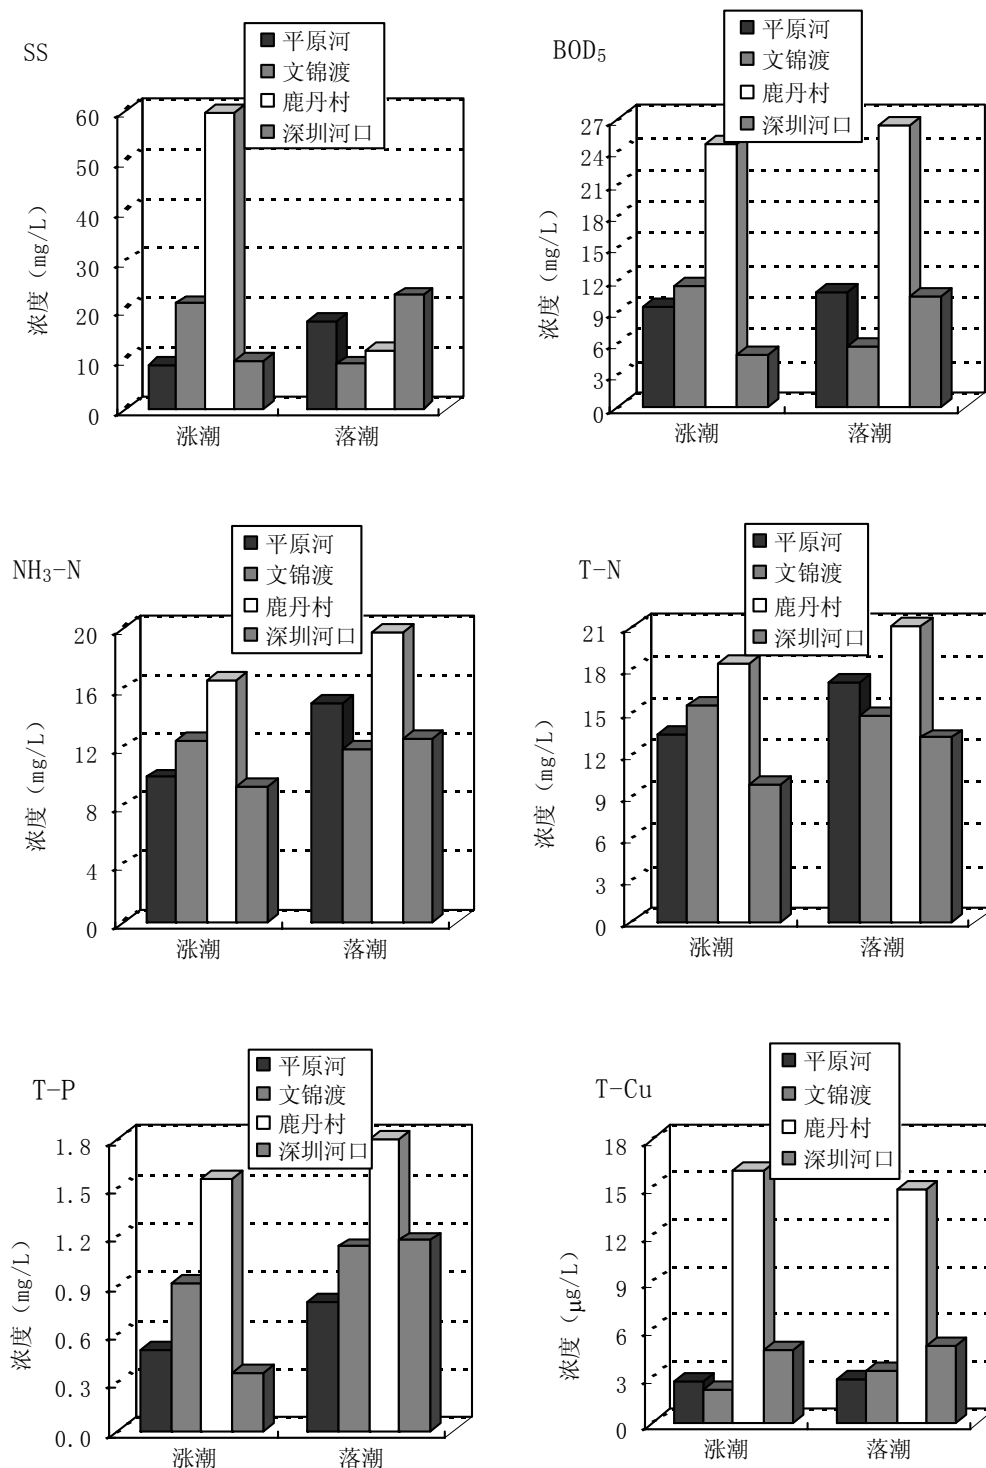 SS
平原河
文锦渡
鹿丹村
深圳河口
浓度（mg/L）
60
50
40
30
20
10
0
涨潮 落潮
BOD5
平原河
文锦渡
鹿丹村
深圳河口
浓度（mg/L）
27
24
21
18
15
12
9
6
3
0
涨潮 落潮
NH3-N
平原河
文锦渡
鹿丹村
深圳河口
浓度（mg/L）
20
16
12
8
4
0
涨潮 落潮
T-N
平原河
文锦渡
鹿丹村
深圳河口
浓度（mg/L）
21
18
15
12
9
6
3
0
涨潮 落潮
T-P
平原河
文锦渡
鹿丹村
深圳河口
浓度（mg/L）
1.8
1.5
1.2
0.9
0.6
0.3
0.0
涨潮 落潮
T-Cu
平原河
文锦渡
鹿丹村
深圳河口
浓度（μg/L）
18
15
12
9
6
3
0
涨潮 落潮